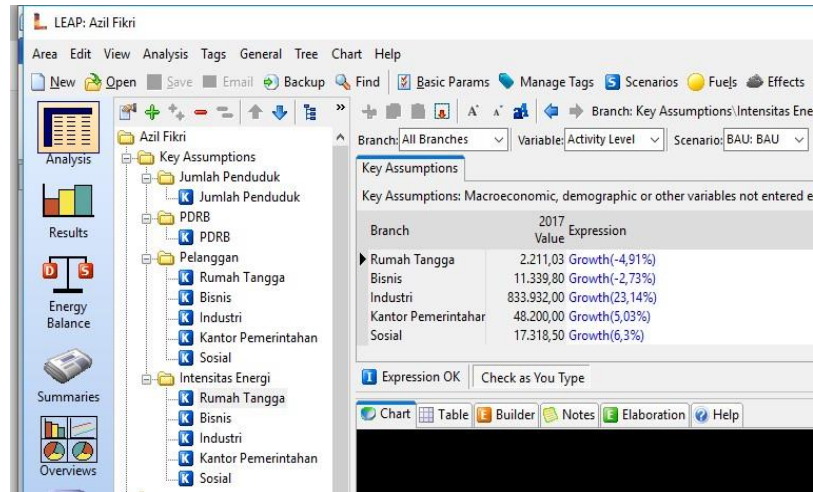 LEAP: Azil Fikri
Area Edit View Analysis Tags General Tree Chart Help
New Open Save Email Backup Find Basic Params Manage Tags Scenarios Fuels Effects
» A A Branch: Key Assumptions\Intensitas Ene
Branch: All Branches Variable: Activity Level Scenario: BAU: BAU
Analysis
Results
Energy Balance
Summaries
Overviews
Azil Fikri
Key Assumptions
Jumlah Penduduk
K Jumlah Penduduk
PDRB
K PDRB
Pelanggan
K Rumah Tangga
K Bisnis
K Industri
K Kantor Pemerintahan
K Sosial
Intensitas Energi
K Rumah Tangga
K Bisnis
K Industri
K Kantor Pemerintahan
K Sosial
Key Assumptions
Key Assumptions: Macroeconomic, demographic or other variables not entered e
Branch 2017 Value Expression
Rumah Tangga 2.211,03 Growth(-4,91%)
Bisnis 11.339,80 Growth(-2,73%)
Industri 833.932,00 Growth(23,14%)
Kantor Pemerintahar 48.200,00 Growth(5,03%)
Sosial 17.318,50 Growth(6,3%)
Expression OK Check as You Type
Chart Table Builder Notes Elaboration Help